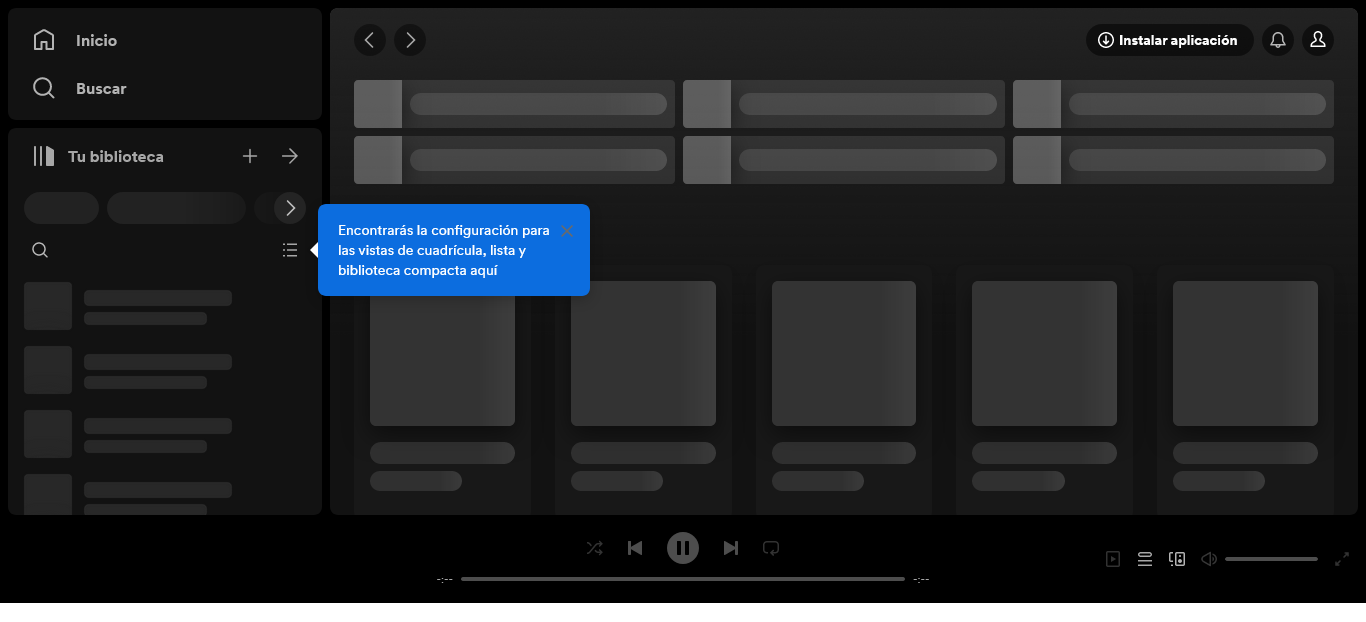 Inicio
Instalar aplicación
Buscar
Tu biblioteca
Encontrarás la configuración para
las vistas de cuadrícula, lista y
biblioteca compacta aquí
-:--
-:--